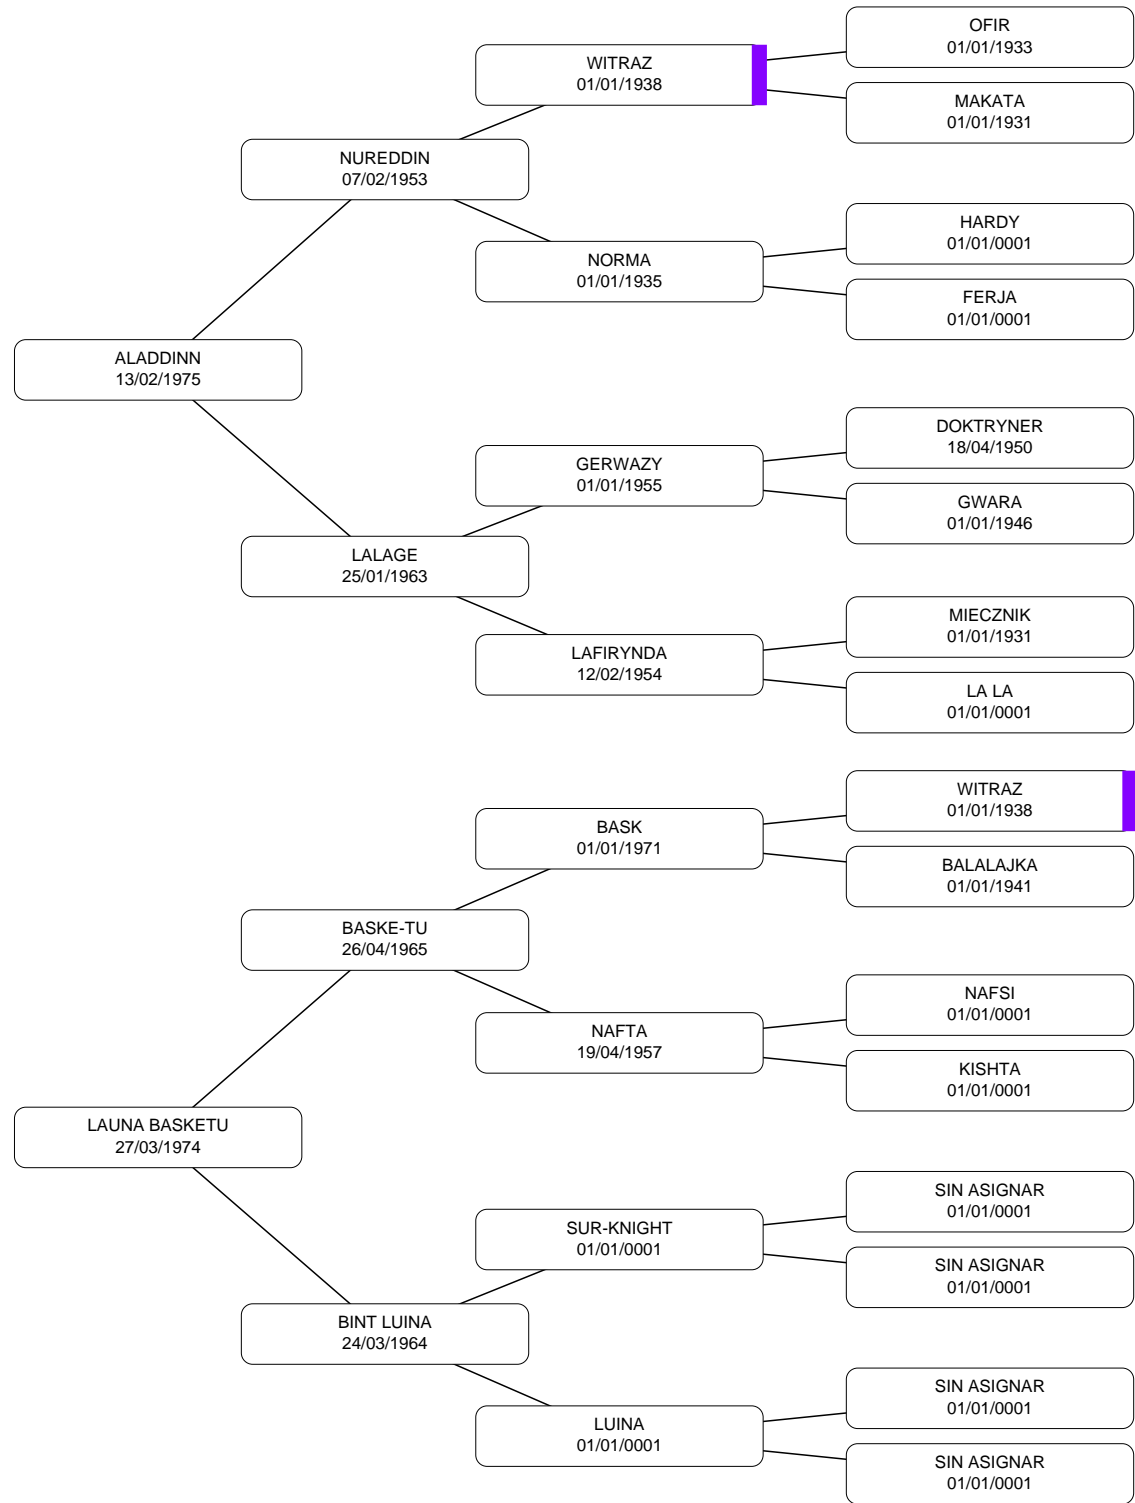 OFIR
01/01/1933
WITRAZ
01/01/1938
MAKATA
01/01/1931
NUREDDIN
07/02/1953
HARDY
01/01/0001
NORMA
01/01/1935
FERJA
01/01/0001
ALADDINN
13/02/1975
DOKTRYNER
18/04/1950
GERWAZY
01/01/1955
GWARA
01/01/1946
LALAGE
25/01/1963
MIECZNIK
01/01/1931
LAFIRYNDA
12/02/1954
LA LA
01/01/0001
WITRAZ
01/01/1938
BASK
01/01/1971
BALALAJKA
01/01/1941
BASKE-TU
26/04/1965
NAFSI
01/01/0001
NAFTA
19/04/1957
KISHTA
01/01/0001
LAUNA BASKETU
27/03/1974
SIN ASIGNAR
01/01/0001
SUR-KNIGHT
01/01/0001
SIN ASIGNAR
01/01/0001
BINT LUINA
24/03/1964
SIN ASIGNAR
01/01/0001
LUINA
01/01/0001
SIN ASIGNAR
01/01/0001